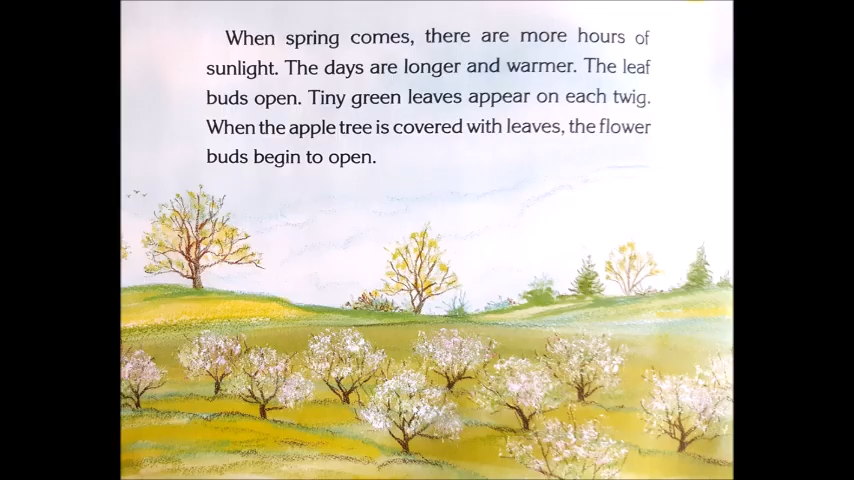 When spring comes, there are more hours of
sunlight. The days are longer and warmer. The leaf
buds open. Tiny green leaves appear on each twig.
When the apple tree is covered with leaves, the flower
buds begin to open.